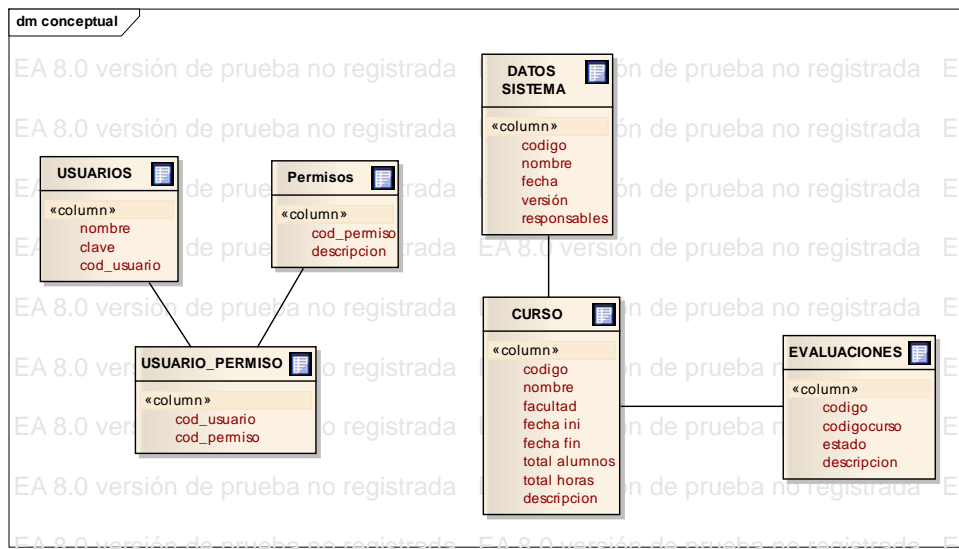 dm conceptual
EA 8.0 versión de prueba no registrada
DATOS
SISTEMA
«column»
codigo
nombre
fecha
versión
responsables
USUARIOS
«column»
nombre
clave
cod_usuario
Permisos
«column»
cod_permiso
descripcion
USUARIO_PERMISO
«column»
cod_usuario
cod_permiso
CURSO
«column»
codigo
nombre
facultad
fecha ini
fecha fin
total alumnos
total horas
descripcion
EVALUACIONES
«column»
codigo
codigocurso
estado
descripcion